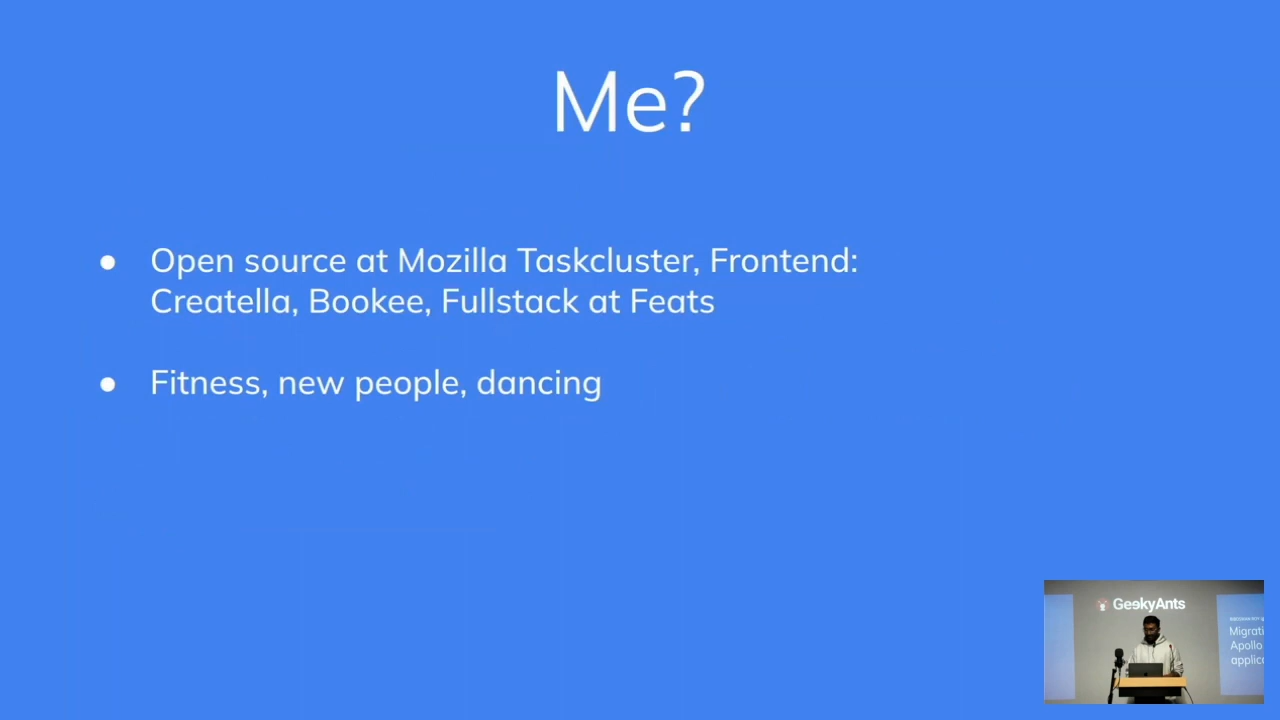 Me?
● Open source at Mozilla Taskcluster, Frontend:
Creatella, Bookee, Fullstack at Feats
● Fitness, new people, dancing
GeekyAnts
Migrati
Apollo
applic